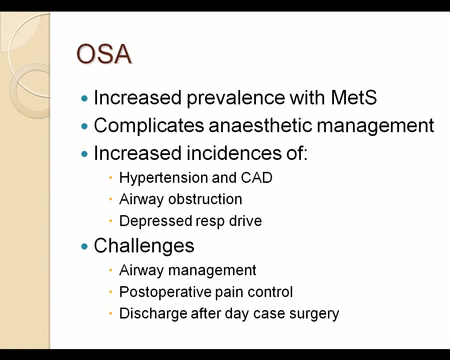 OSA
Increased prevalence with MetS
Complicates anaesthetic management
Increased incidences of:
Hypertension and CAD
Airway obstruction
Depressed resp drive
Challenges
Airway management
Postoperative pain control
Discharge after day case surgery